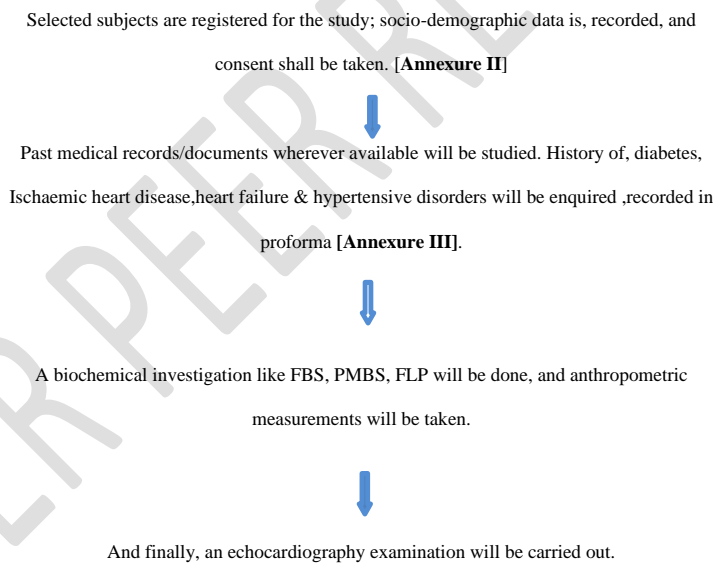 Selected subjects are registered for the study; socio-demographic data is, recorded, and
consent shall be taken. [Annexure II]
Past medical records/documents wherever available will be studied. History of, diabetes,
Ischaemic heart disease,heart failure & hypertensive disorders will be enquired ,recorded in
proforma [Annexure III].
A biochemical investigation like FBS, PMBS, FLP will be done, and anthropometric
measurements will be taken.
And finally, an echocardiography examination will be carried out.
ER PEER RE